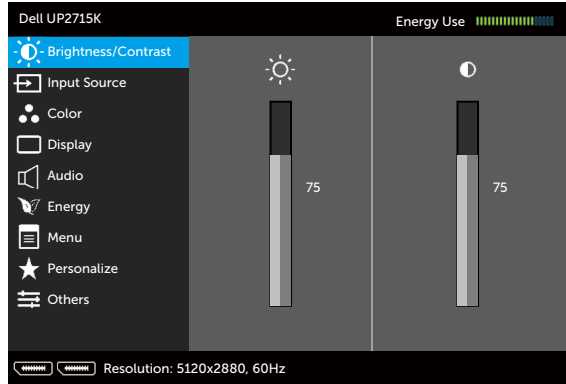 Dell UP2715K
Energy Use
Brightness/Contrast
Input Source
Color
Display
Audio
Energy
Menu
Personalize
Others
75
75
Resolution: 5120x2880, 60Hz